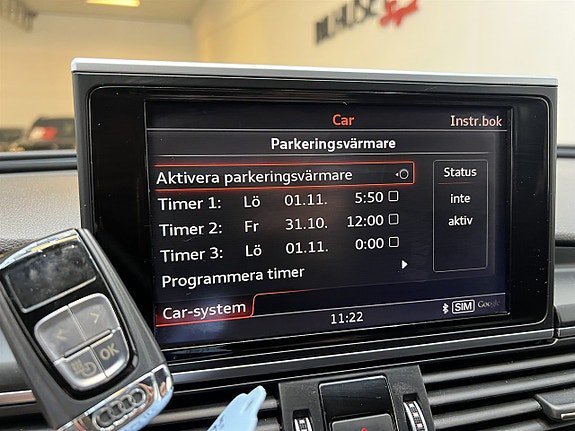 Car
Instr.bok
Parkeringsvärmare
Aktivera parkeringsvärmare
Timer 1: Lö 01.11. 5:50
Timer 2: Fr 31.10. 12:00
Timer 3: Lö 01.11. 0:00
Programmera timer
Status
inte
aktiv
Car-system
11:22
SIM Google
< >
OK